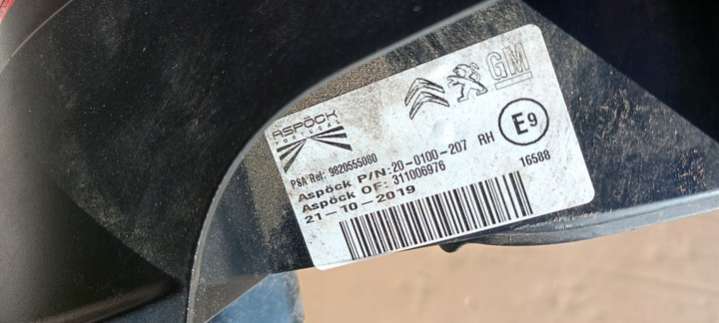 GM
ASPÖCK
PORTUGAL
E9
PSA Ref: 9820555080
Aspöck P/N:20-0100-207 RH
Aspöck OF: 311006976
16588
21-10-2019